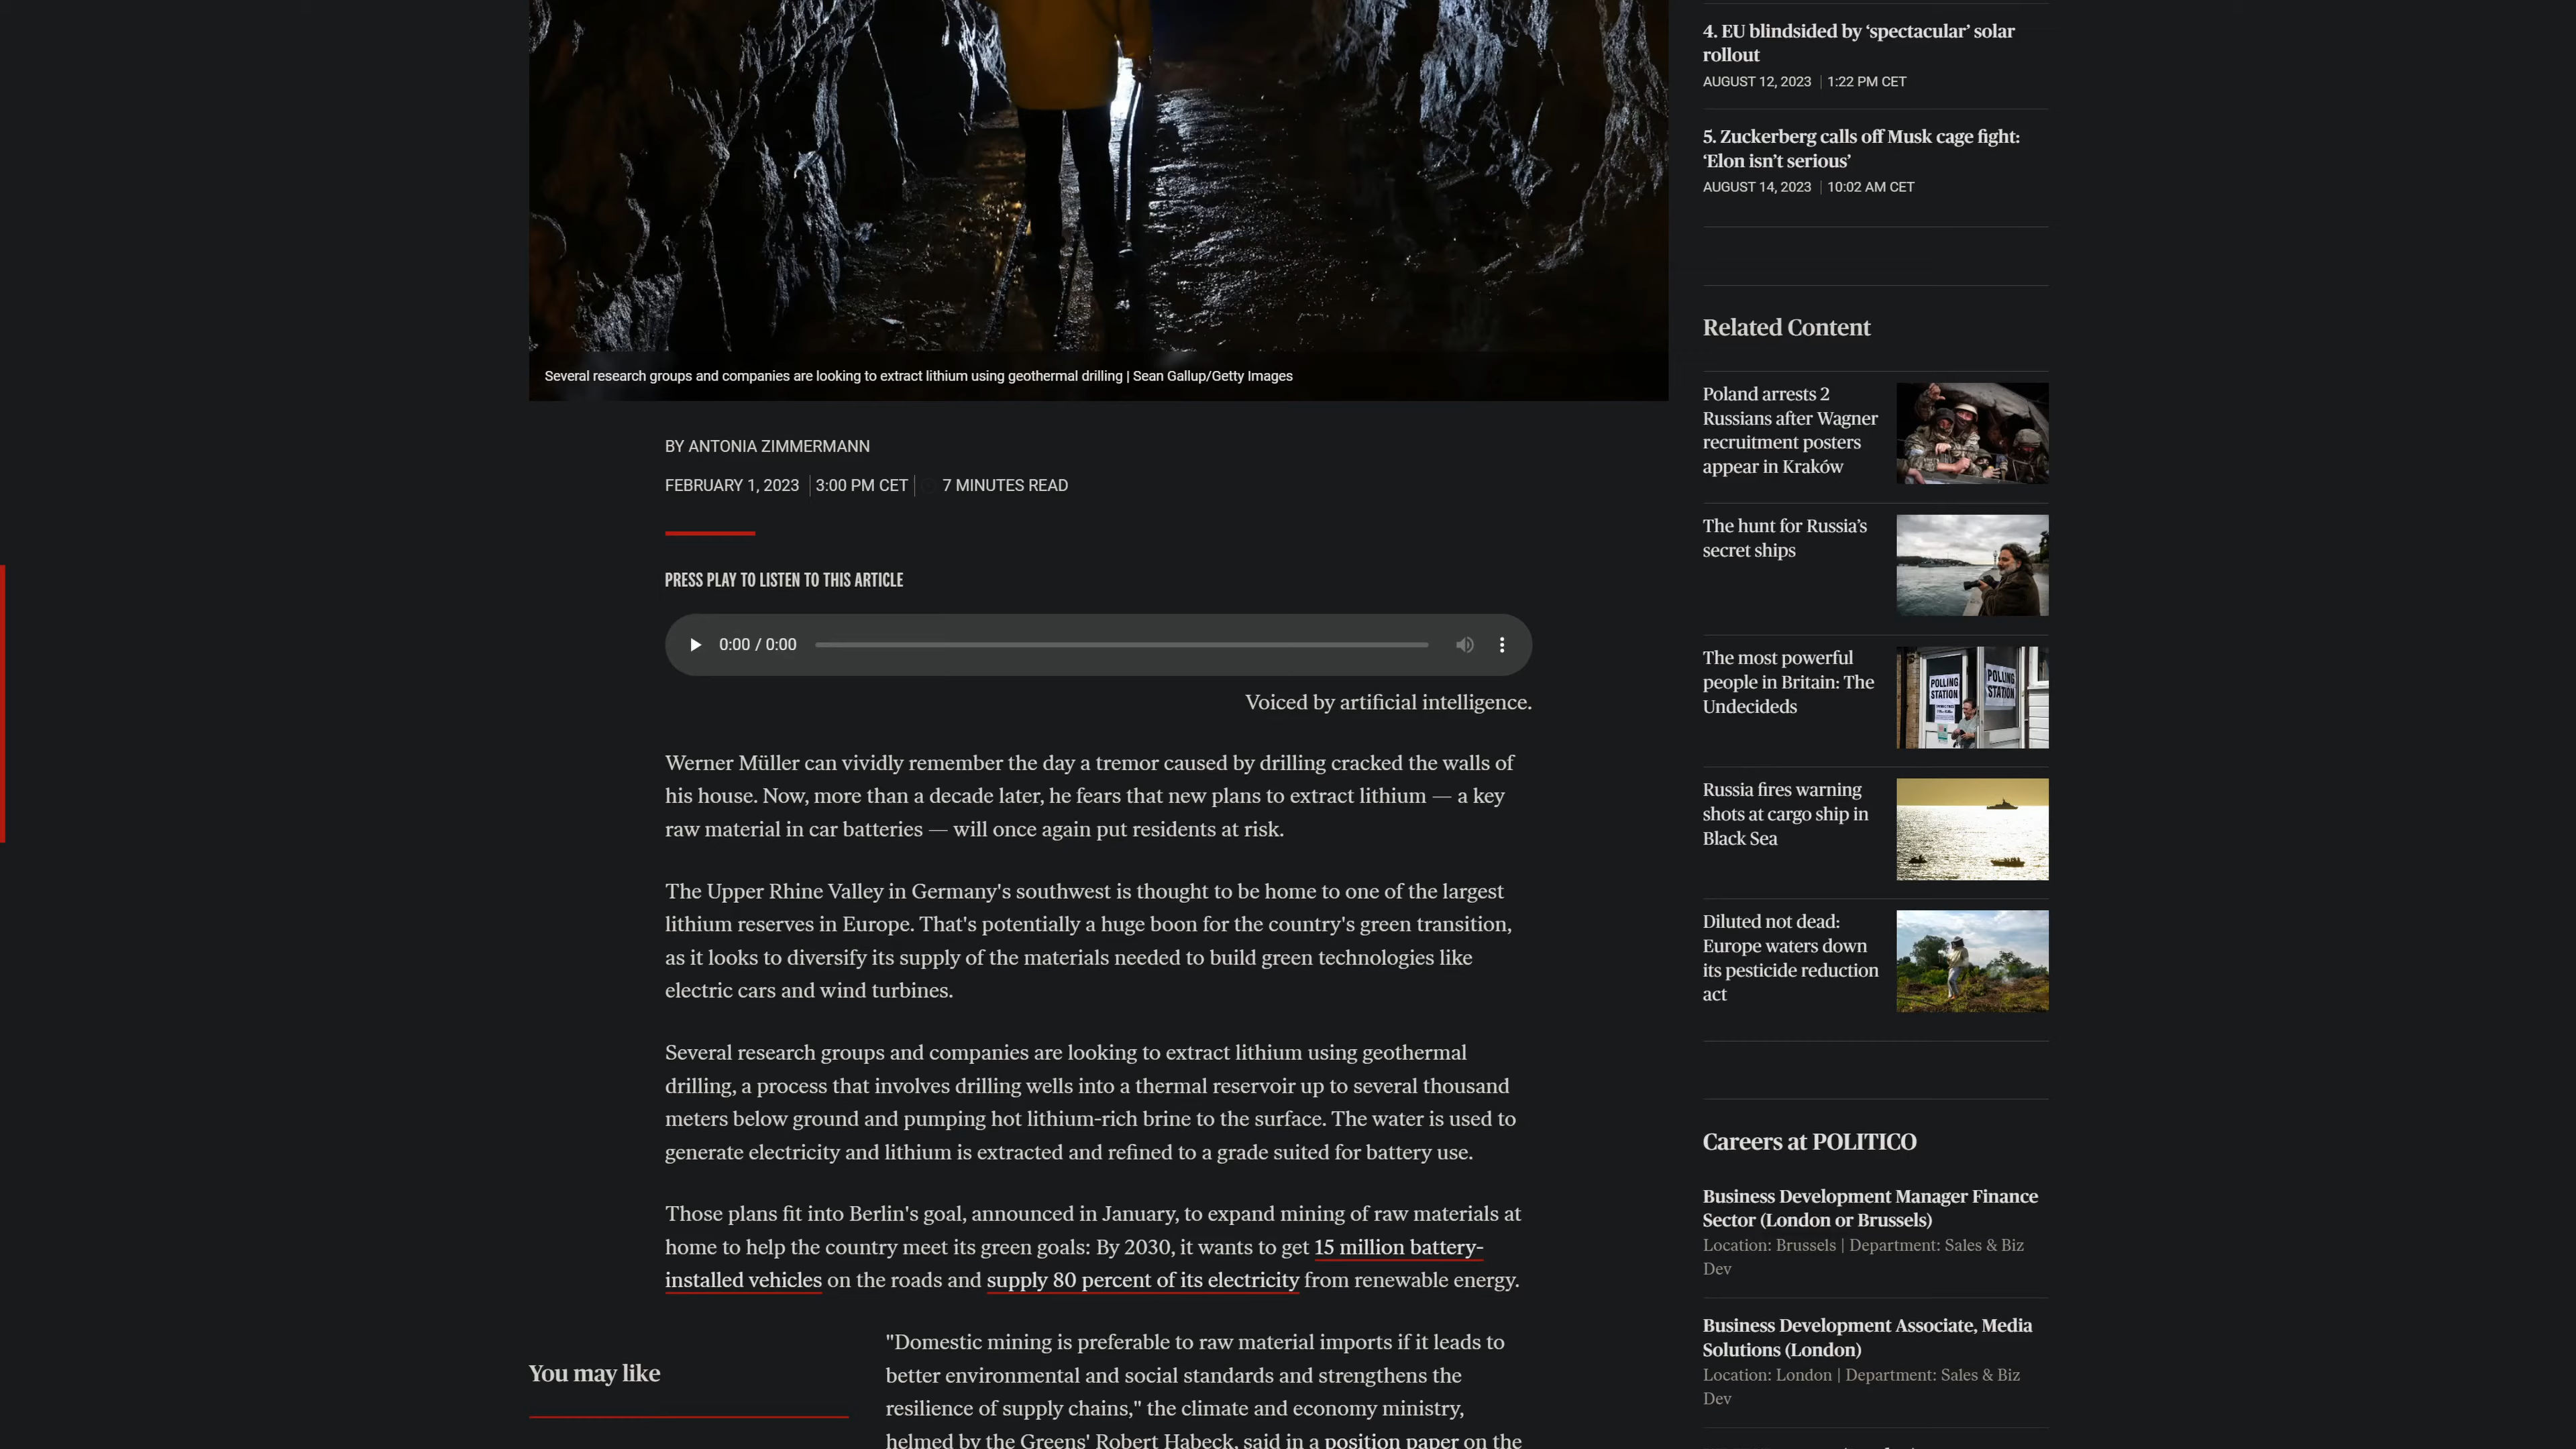 4. EU blindsided by ‘spectacular’ solar
rollout
AUGUST 12, 2023 | 1:22 PM CET
5. Zuckerberg calls off Musk cage fight:
‘Elon isn’t serious’
AUGUST 14, 2023 | 10:02 AM CET
Several research groups and companies are looking to extract lithium using geothermal drilling | Sean Gallup/Getty Images
BY ANTONIA ZIMMERMANN
FEBRUARY 1, 2023 | 3:00 PM CET | 7 MINUTES READ
PRESS PLAY TO LISTEN TO THIS ARTICLE
0:00 / 0:00
Voiced by artificial intelligence.
Werner Müller can vividly remember the day a tremor caused by drilling cracked the walls of
his house. Now, more than a decade later, he fears that new plans to extract lithium — a key
raw material in car batteries — will once again put residents at risk.
The Upper Rhine Valley in Germany's southwest is thought to be home to one of the largest
lithium reserves in Europe. That's potentially a huge boon for the country's green transition,
as it looks to diversify its supply of the materials needed to build green technologies like
electric cars and wind turbines.
Several research groups and companies are looking to extract lithium using geothermal
drilling, a process that involves drilling wells into a thermal reservoir up to several thousand
meters below ground and pumping hot lithium-rich brine to the surface. The water is used to
generate electricity and lithium is extracted and refined to a grade suited for battery use.
Those plans fit into Berlin's goal, announced in January, to expand mining of raw materials at
home to help the country meet its green goals: By 2030, it wants to get 15 million battery-
installed vehicles on the roads and supply 80 percent of its electricity from renewable energy.
You may like
"Domestic mining is preferable to raw material imports if it leads to
better environmental and social standards and strengthens the
resilience of supply chains," the climate and economy ministry,
helmed by the Greens' Robert Habeck, said in a position paper on the
Related Content
Poland arrests 2
Russians after Wagner
recruitment posters
appear in Kraków
The hunt for Russia’s
secret ships
The most powerful
people in Britain: The
Undecideds
POLLING
STATION
POLLING
STATION
Russia fires warning
shots at cargo ship in
Black Sea
Diluted not dead:
Europe waters down
its pesticide reduction
act
Careers at POLITICO
Business Development Manager Finance
Sector (London or Brussels)
Location: Brussels | Department: Sales & Biz
Dev
Business Development Associate, Media
Solutions (London)
Location: London | Department: Sales & Biz
Dev